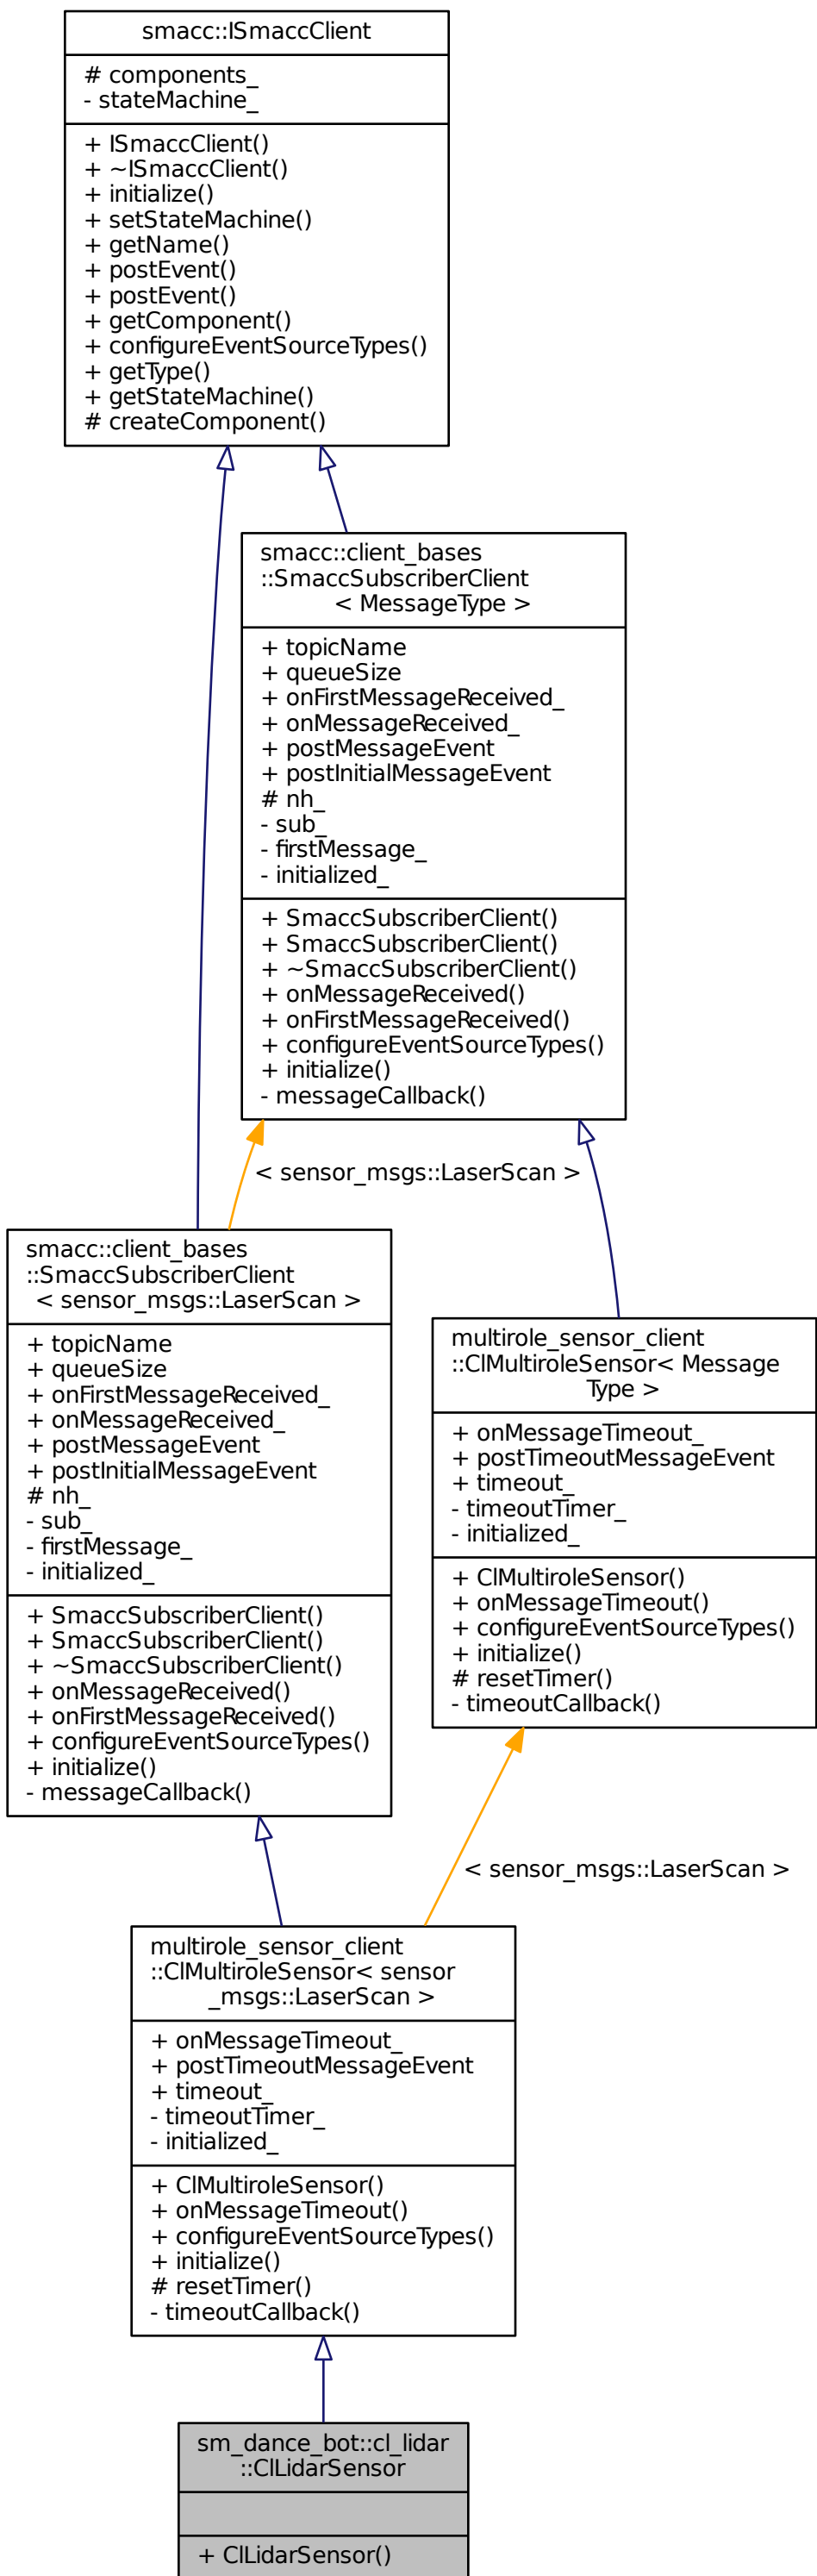 smacc::ISmaccClient
# components_
- stateMachine_
+ ISmaccClient()
+ ~ISmaccClient()
+ initialize()
+ setStateMachine()
+ getName()
+ postEvent()
+ postEvent()
+ getComponent()
+ configureEventSourceTypes()
+ getType()
+ getStateMachine()
# createComponent()
smacc::client_bases
::SmaccSubscriberClient
< MessageType >
+ topicName
+ queueSize
+ onFirstMessageReceived_
+ onMessageReceived_
+ postMessageEvent
+ postInitialMessageEvent
# nh_
- sub_
- firstMessage_
- initialized_
+ SmaccSubscriberClient()
+ SmaccSubscriberClient()
+ ~SmaccSubscriberClient()
+ onMessageReceived()
+ onFirstMessageReceived()
+ configureEventSourceTypes()
+ initialize()
- messageCallback()
< sensor_msgs::LaserScan >
smacc::client_bases
::SmaccSubscriberClient
< sensor_msgs::LaserScan >
+ topicName
+ queueSize
+ onFirstMessageReceived_
+ onMessageReceived_
+ postMessageEvent
+ postInitialMessageEvent
# nh_
- sub_
- firstMessage_
- initialized_
+ SmaccSubscriberClient()
+ SmaccSubscriberClient()
+ ~SmaccSubscriberClient()
+ onMessageReceived()
+ onFirstMessageReceived()
+ configureEventSourceTypes()
+ initialize()
- messageCallback()
multirole_sensor_client
::ClMultiroleSensor< Message
Type >
+ onMessageTimeout_
+ postTimeoutMessageEvent
+ timeout_
- timeoutTimer_
- initialized_
+ ClMultiroleSensor()
+ onMessageTimeout()
+ configureEventSourceTypes()
+ initialize()
# resetTimer()
- timeoutCallback()
< sensor_msgs::LaserScan >
multirole_sensor_client
::ClMultiroleSensor< sensor
_msgs::LaserScan >
+ onMessageTimeout_
+ postTimeoutMessageEvent
+ timeout_
- timeoutTimer_
- initialized_
+ ClMultiroleSensor()
+ onMessageTimeout()
+ configureEventSourceTypes()
+ initialize()
# resetTimer()
- timeoutCallback()
sm_dance_bot::cl_lidar
::ClLidarSensor
+ ClLidarSensor()